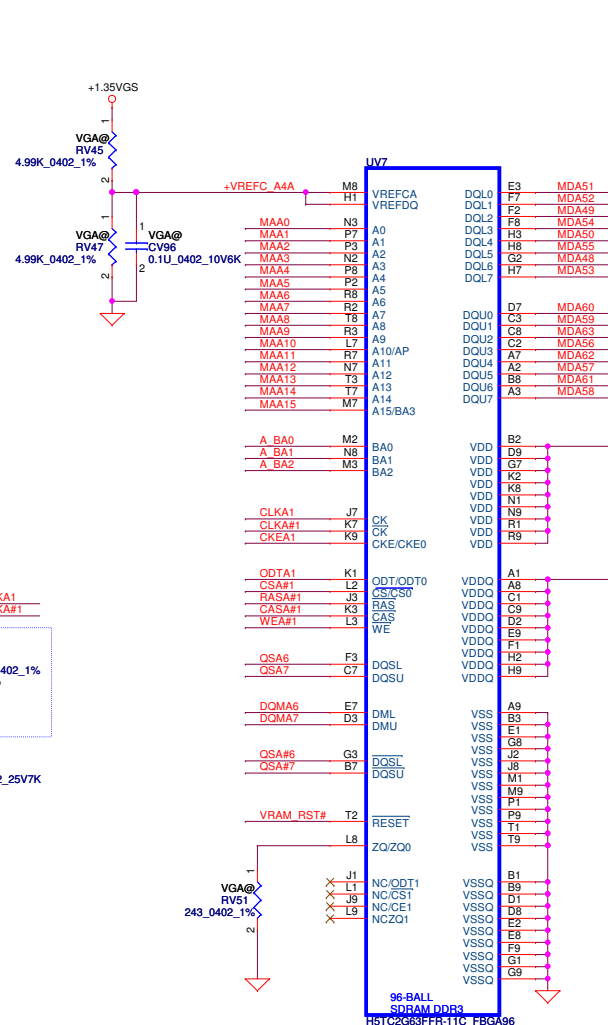 +1.35VGS
1
VGA@
RV45
4.99K_0402_1%
2
1
VGA@
RV47
4.99K_0402_1%
2
1
VGA@
CV96
0.1U_0402_10V6K
2
+VREFC_A4A
UV7
M8 VREFCA
H1 VREFDQ
MAA0 N3 A0
MAA1 P7 A1
MAA2 P3 A2
MAA3 N2 A3
MAA4 P8 A4
MAA5 P2 A5
MAA6 R8 A6
MAA7 R2 A7
MAA8 T8 A8
MAA9 R3 A9
MAA10 L7 A10/AP
MAA11 R7 A11
MAA12 N7 A12
MAA13 T3 A13
MAA14 T7 A14
MAA15 M7 A15/BA3
A_BA0 M2 BA0
A_BA1 N8 BA1
A_BA2 M3 BA2
CLKA1 J7 CK
CLKA#1 K7 CK
CKEA1 K9 CKE/CKE0
ODTA1 K1 ODT/ODT0
CSA#1 L2 CS/CS0
RASA#1 J3 RAS
CASA#1 K3 CAS
WEA#1 L3 WE
QSA6 F3 DQSL
QSA7 C7 DQSU
DQMA6 E7 DML
DQMA7 D3 DMU
QSA#6 G3 DQSL
QSA#7 B7 DQSU
VRAM_RST# T2 RESET
L8 ZQ/ZQ0
J1 NC/ODT1
L1 NC/CS1
J9 NC/CE1
L9 NCZQ1
1
VGA@
RV51
243_0402_1%
2
DQL0 E3 MDA51
DQL1 F7 MDA52
DQL2 F2 MDA49
DQL3 F8 MDA54
DQL4 H3 MDA50
DQL5 H8 MDA55
DQL6 G2 MDA48
DQL7 H7 MDA53
DQU0 D7 MDA60
DQU1 C3 MDA59
DQU2 C8 MDA63
DQU3 C2 MDA56
DQU4 A7 MDA62
DQU5 A2 MDA57
DQU6 B8 MDA61
DQU7 A3 MDA58
VDD B2
VDD D9
VDD G7
VDD K2
VDD K8
VDD N1
VDD N9
VDD R1
VDD R9
VDDQ A1
VDDQ A8
VDDQ C1
VDDQ C9
VDDQ D2
VDDQ E9
VDDQ F1
VDDQ H2
VDDQ H9
VSS A9
VSS B3
VSS E1
VSS G8
VSS J2
VSS J8
VSS M1
VSS M9
VSS P1
VSS P9
VSS T1
VSS T9
VSSQ B1
VSSQ B9
VSSQ D1
VSSQ D8
VSSQ E2
VSSQ E8
VSSQ F9
VSSQ G1
VSSQ G9
96-BALL
SDRAM DDR3
H5TC2G63FFR-11C_FBGA96
KA1
KA#1
402_1%
2_25V7K